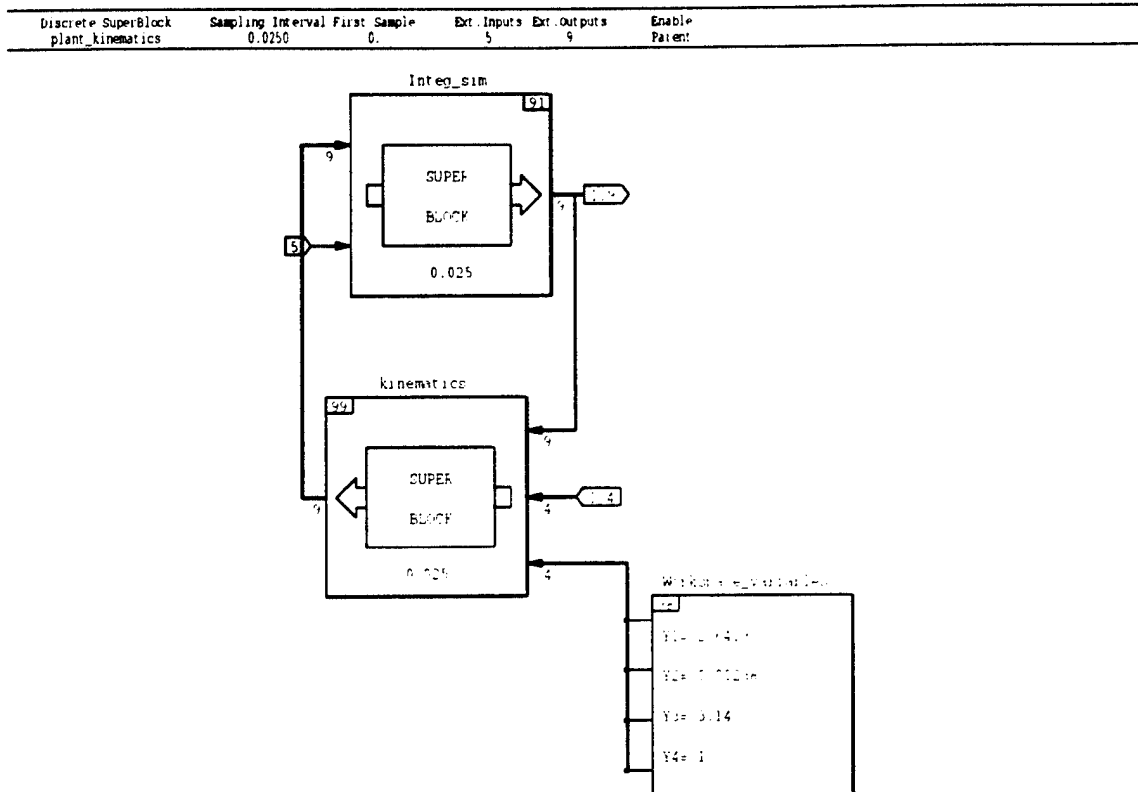 Discrete SuperBlock Sampling Interval First Sample Ext.Inputs Ext.Outputs Enable
plant_kinematics 0.0250 0. 5 9 Parent
Integ_sim
91
9
SUPER
BLOCK
9
5
0.025
kinematics
99
9
SUPER
BLOCK
9
4
0.025
4
Y3= 3.14
Y4= 1